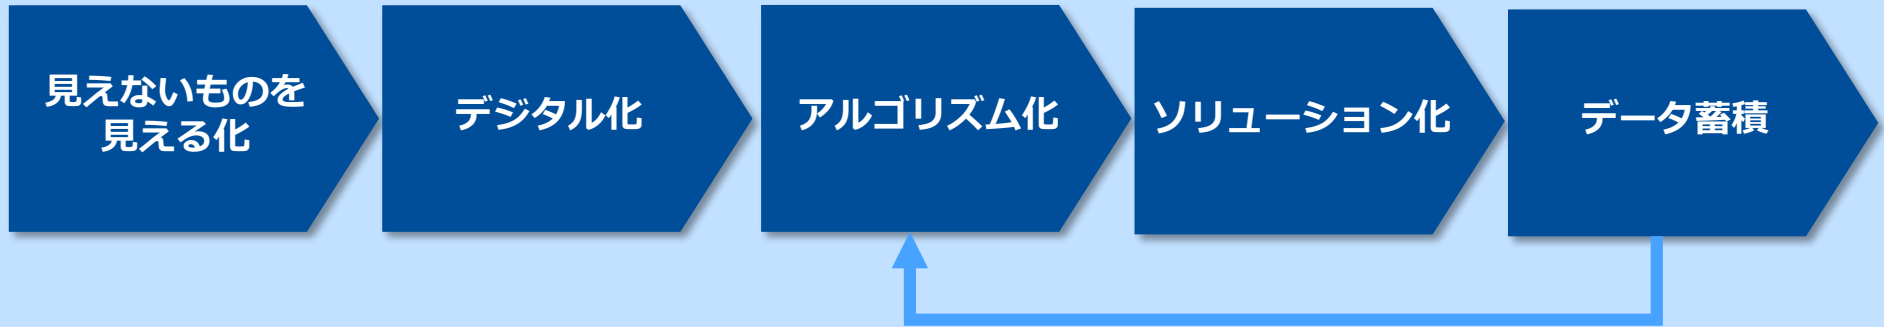 見えないものを
見える化
デジタル化
アルゴリズム化
ソリューション化
データ蓄積